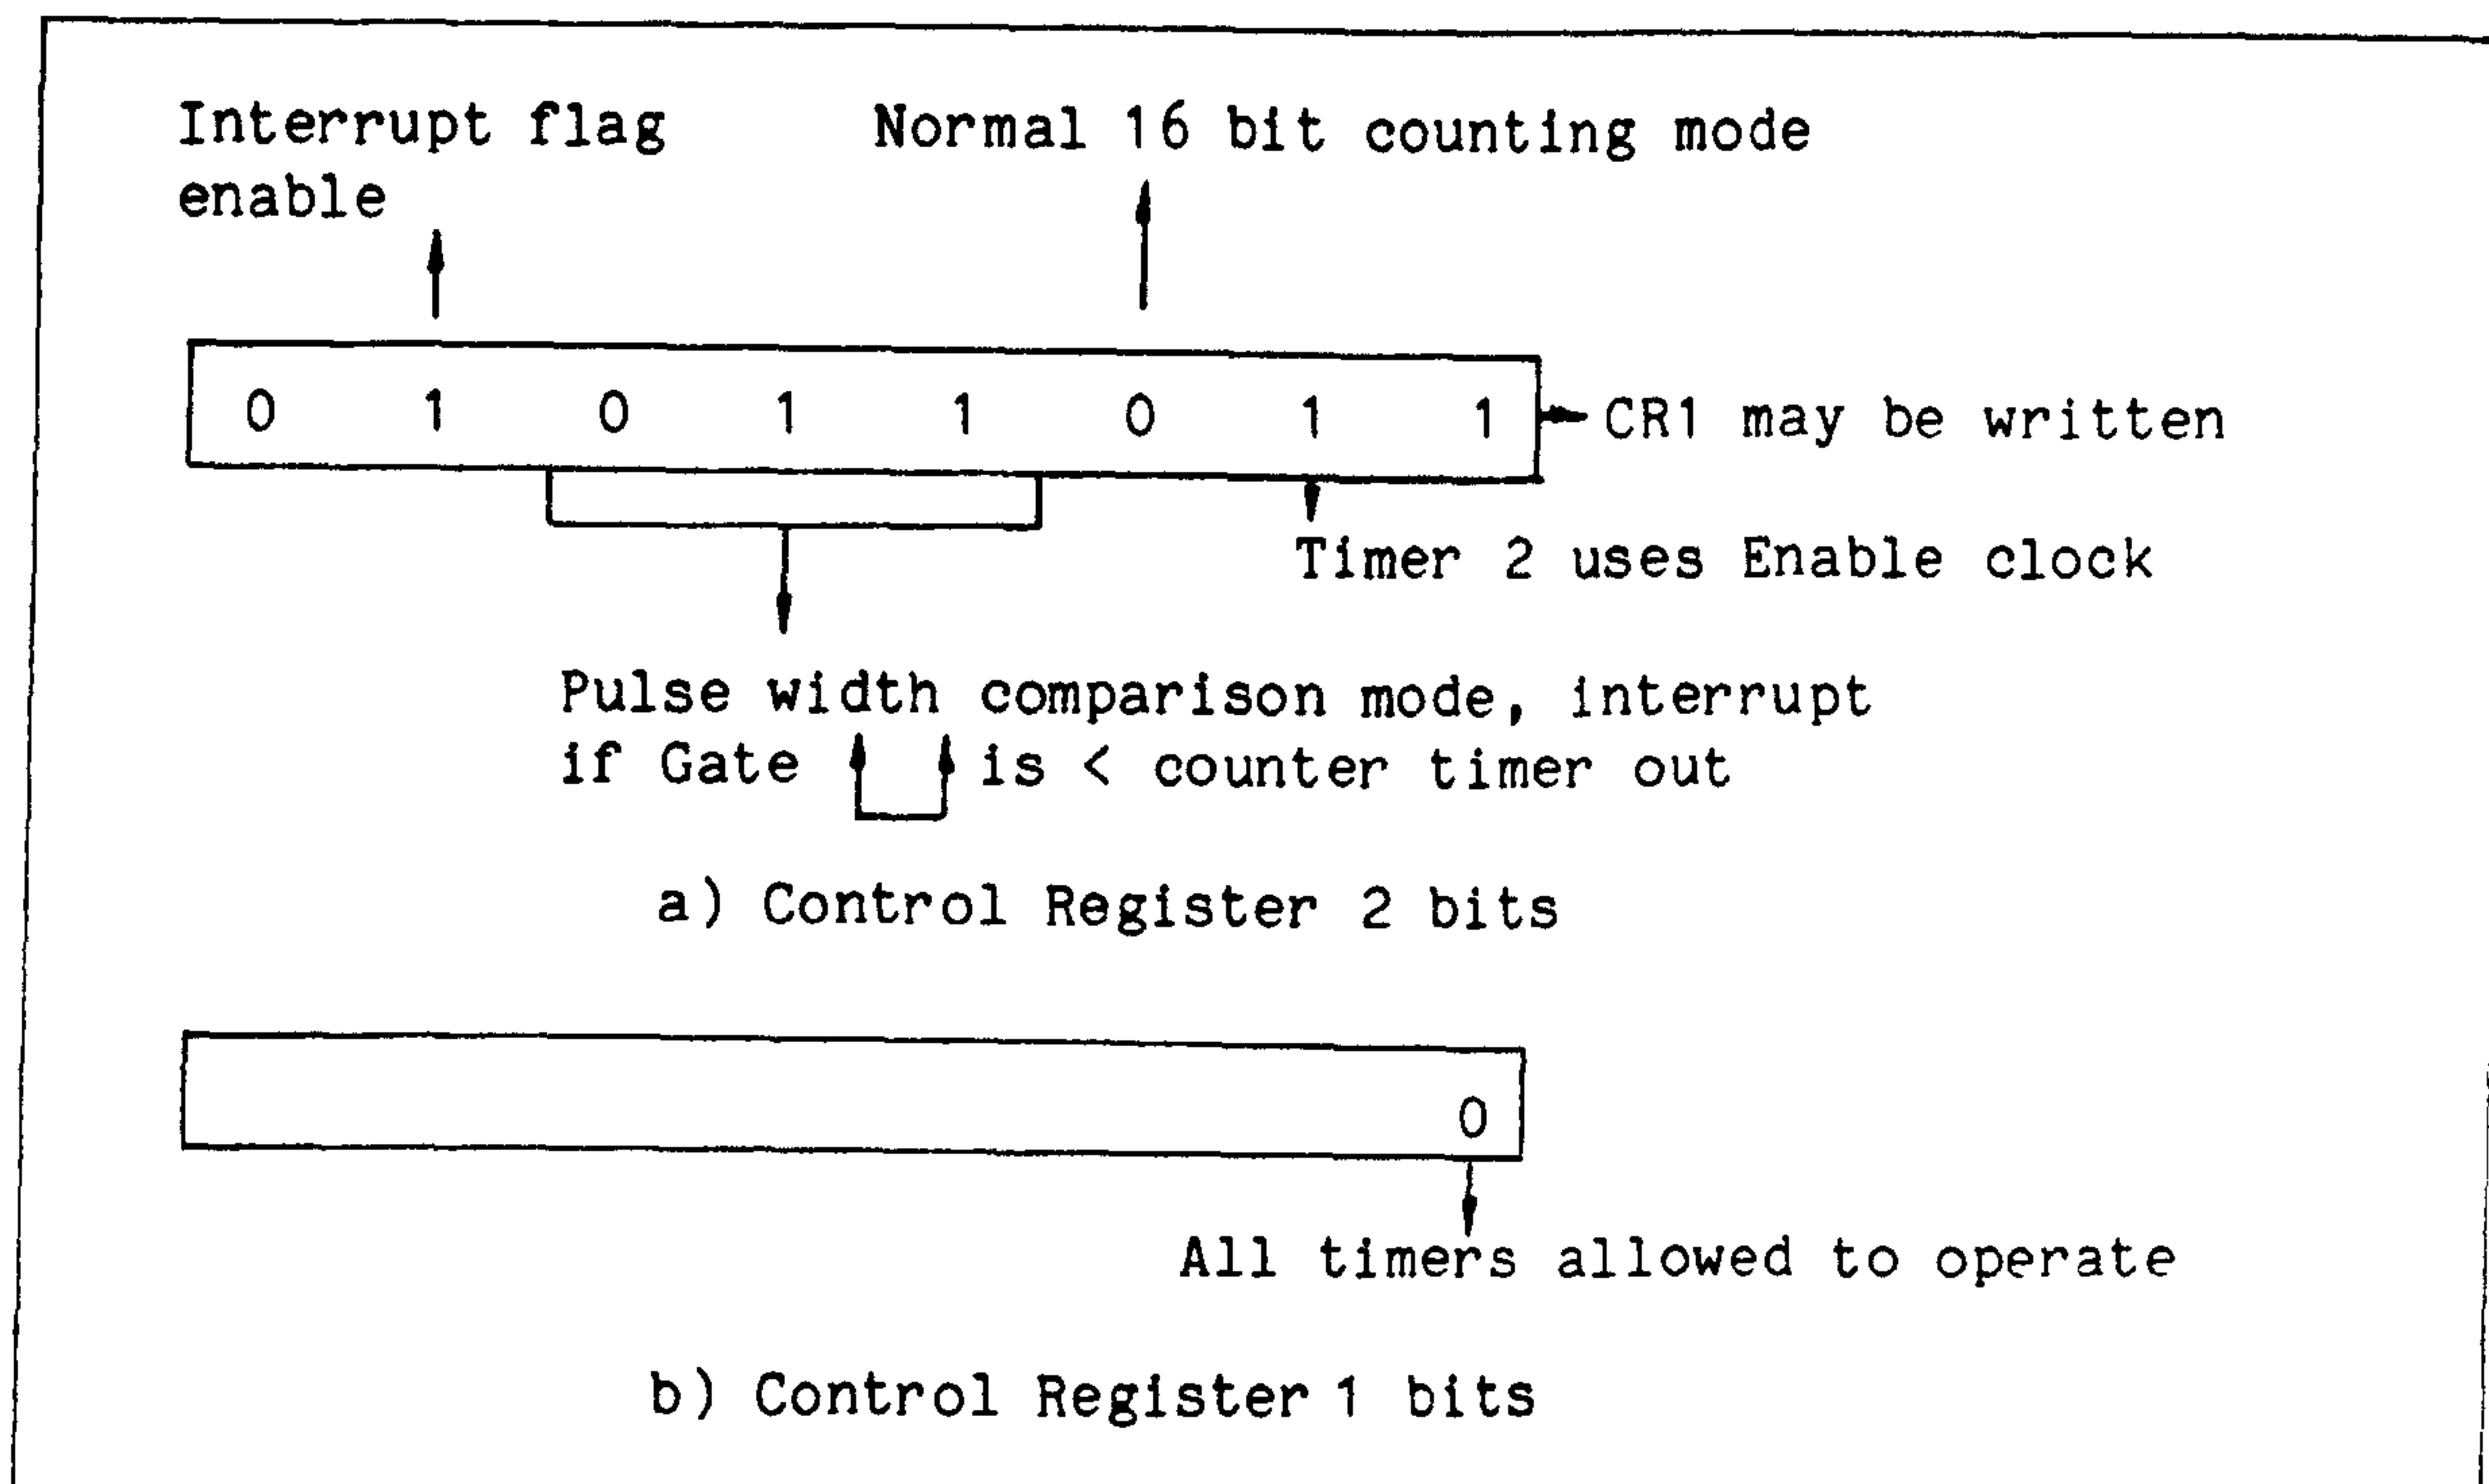 Interrupt flag
enable
Normal 16 bit counting mode
0 1 0 1 1 0 1 1
CR1 may be written
Timer 2 uses Enable clock
Pulse width comparison mode, interrupt
if Gate is < counter timer out
a) Control Register 2 bits
0
All timers allowed to operate
b) Control Register 1 bits